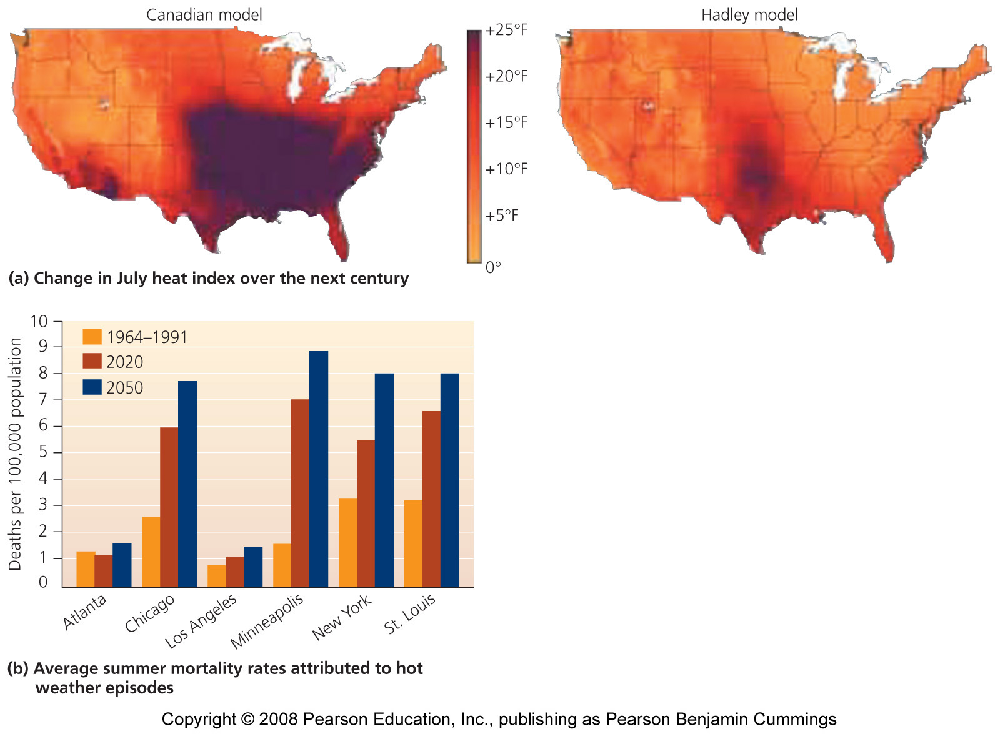 Canadian model
Hadley model
+25°F
+20°F
+15°F
+10°F
+5°F
0°
(a) Change in July heat index over the next century
10
9
8
7
6
5
4
3
2
1
0
Deaths per 100,000 population
1964–1991
2020
2050
Atlanta
Chicago
Los Angeles
Minneapolis
New York
St. Louis
(b) Average summer mortality rates attributed to hot
weather episodes
Copyright © 2008 Pearson Education, Inc., publishing as Pearson Benjamin Cummings